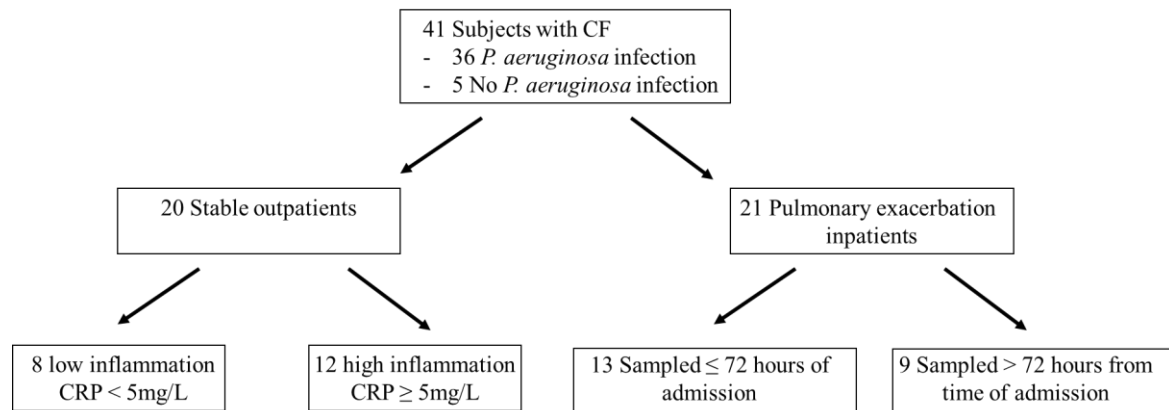 41 Subjects with CF
- 36 P. aeruginosa infection
- 5 No P. aeruginosa infection
20 Stable outpatients
21 Pulmonary exacerbation
inpatients
8 low inflammation
CRP < 5mg/L
12 high inflammation
CRP ≥ 5mg/L
13 Sampled ≤ 72 hours of
admission
9 Sampled > 72 hours from
time of admission